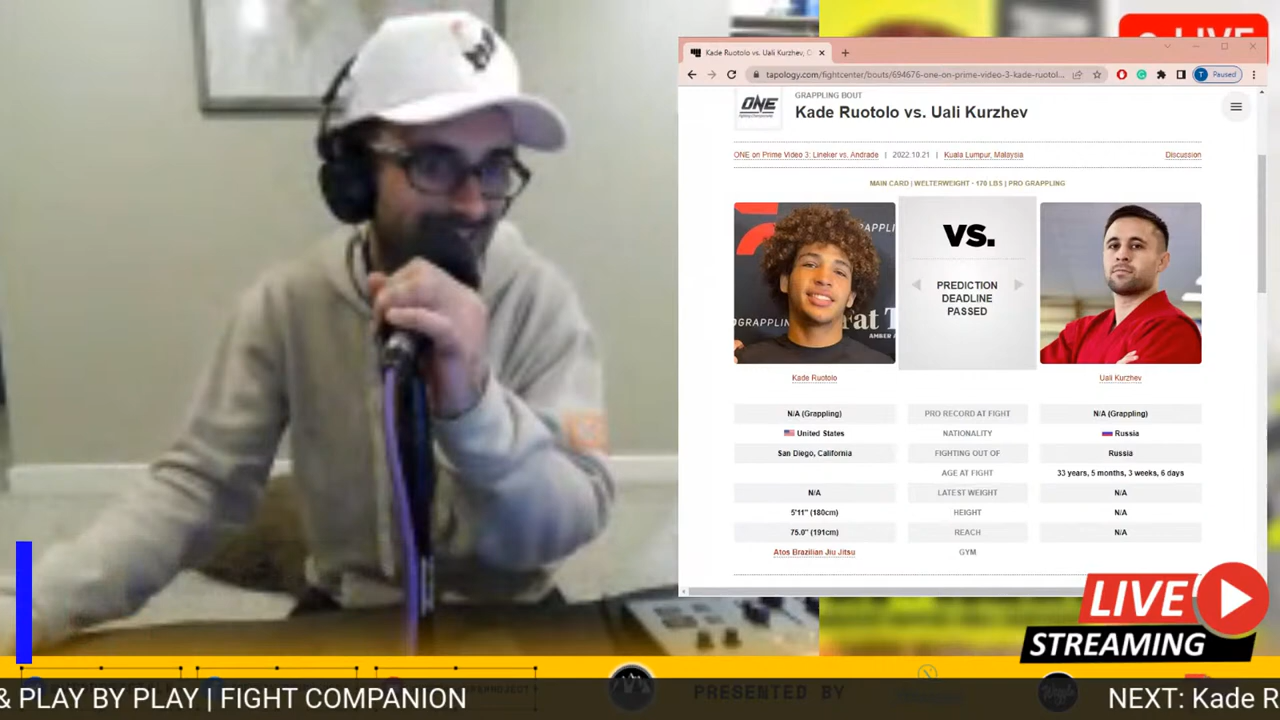 LIVE
Kade Ruotolo vs. Uali Kurzhev, O
tapology.com/fightcenter/bouts/694676-one-on-prime-video-3-kade-ruotol...
T Paused
ONE
GRAPPLING BOUT
Kade Ruotolo vs. Uali Kurzhev
ONE on Prime Video 3: Lineker vs. Andrade | 2022.10.21 | Kuala Lumpur, Malaysia
Discussion
MAIN CARD | WELTERWEIGHT - 170 LBS | PRO GRAPPLING
VS.
PREDICTION
DEADLINE
PASSED
Kade Ruotolo
Uali Kurzhev
N/A (Grappling) PRO RECORD AT FIGHT N/A (Grappling)
United States NATIONALITY Russia
San Diego, California FIGHTING OUT OF Russia
AGE AT FIGHT 33 years, 5 months, 3 weeks, 6 days
N/A LATEST WEIGHT N/A
5'11" (180cm) HEIGHT N/A
75.0" (191cm) REACH N/A
Atos Brazilian Jiu Jitsu GYM
LIVE
STREAMING
PRESENTED BY
& PLAY BY PLAY | FIGHT COMPANION
NEXT: Kade R